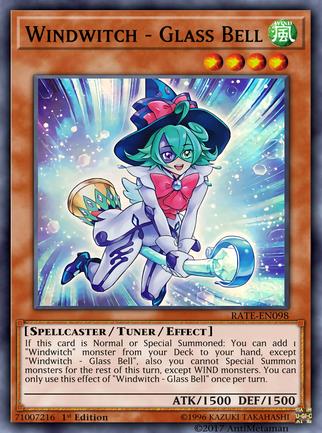 Windwitch - Glass Bell
WIND
風
RATE-EN098
[Spellcaster / Tuner / Effect]
If this card is Normal or Special Summoned: You can add 1
"Windwitch" monster from your Deck to your hand, except
"Windwitch - Glass Bell", also you cannot Special Summon
monsters for the rest of this turn, except WIND monsters. You can
only use this effect of "Windwitch - Glass Bell" once per turn.
ATK/1500 DEF/1500
71007216 1st Edition ©1996 KAZUKI TAKAHASHI
©2017 AntiMetaman